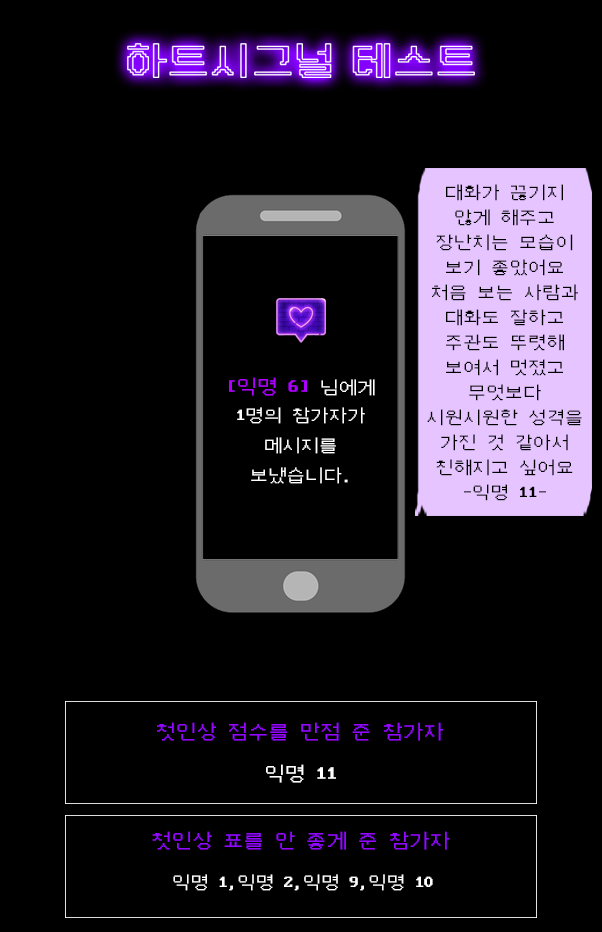 하트시그널 테스트
[익명 6] 님에게
1명의 참가자가
메시지를
보냈습니다.
대화가 끊기지
않게 해주고
장난치는 모습이
보기 좋았어요
처음 보는 사람과
대화도 잘하고
주관도 뚜렷해
보여서 멋졌고
무엇보다
시원시원한 성격을
가진 것 같아서
친해지고 싶어요
-익명 11-
첫인상 점수를 만점 준 참가자
익명 11
첫인상 표를 안 좋게 준 참가자
익명 1,익명 2,익명 9,익명 10